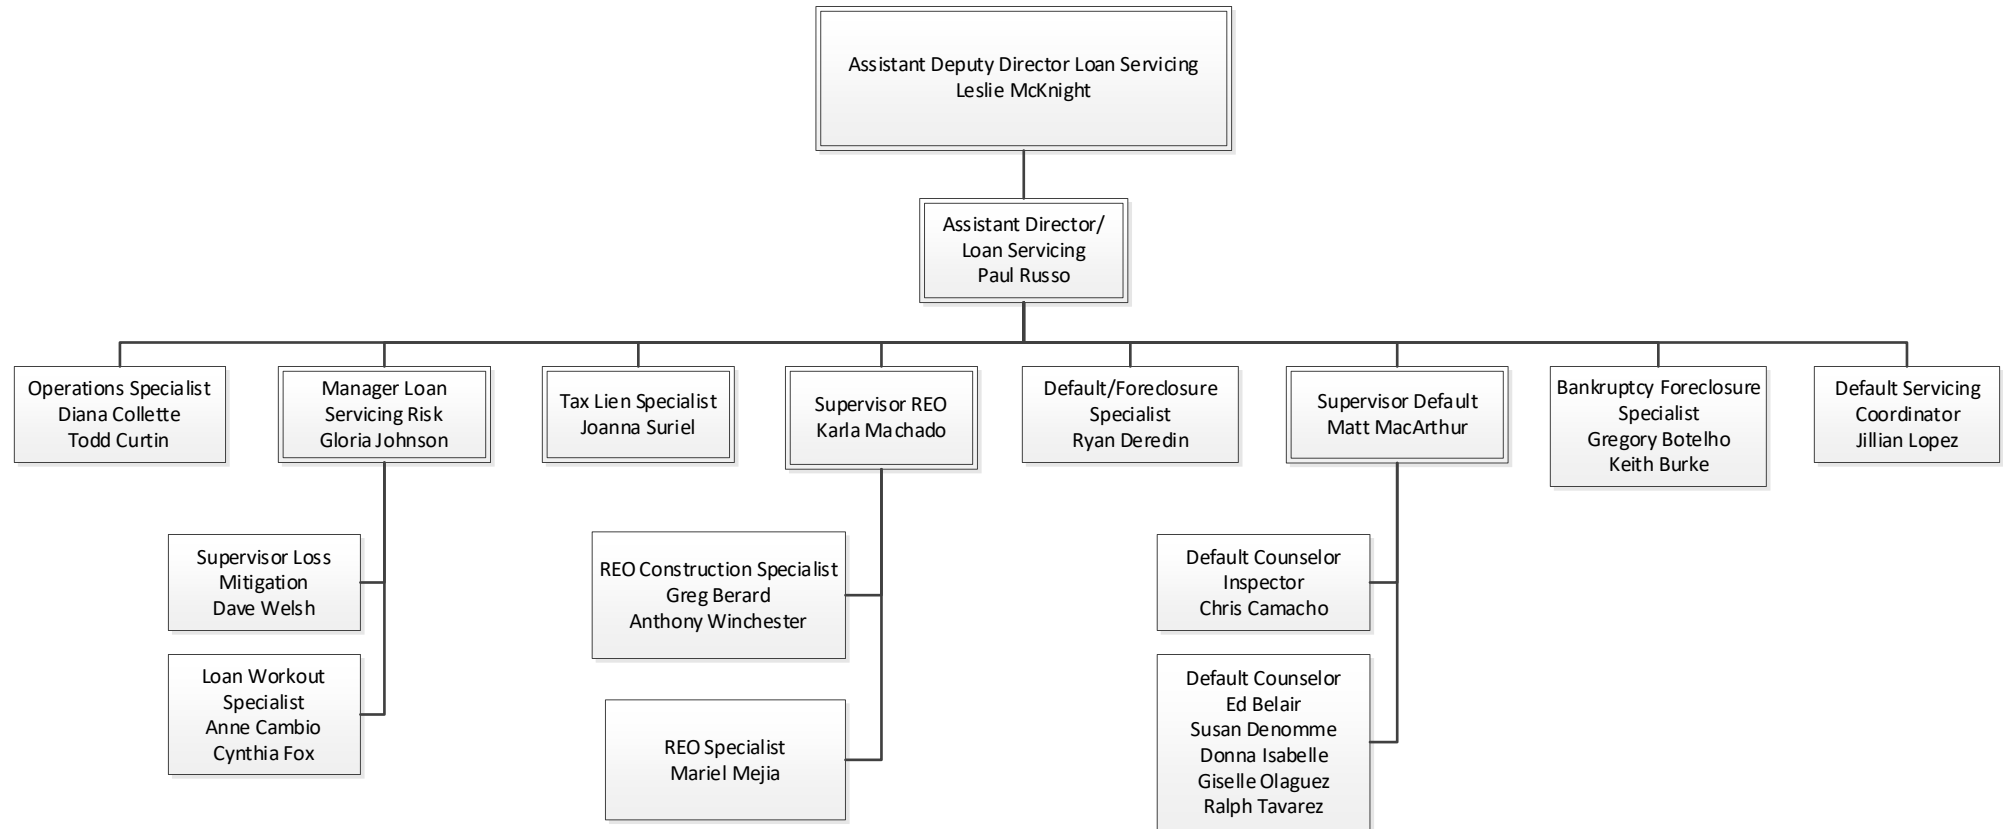 Assistant Deputy Director Loan Servicing
Leslie McKnight
Assistant Director/
Loan Servicing
Paul Russo
Operations Specialist
Diana Collette
Todd Curtin
Manager Loan
Servicing Risk
Gloria Johnson
Tax Lien Specialist
Joanna Suriel
Supervisor REO
Karla Machado
Default/Foreclosure
Specialist
Ryan Deredin
Supervisor Default
Matt MacArthur
Bankruptcy Foreclosure
Specialist
Gregory Botelho
Keith Burke
Default Servicing
Coordinator
Jillian Lopez
Supervisor Loss
Mitigation
Dave Welsh
Loan Workout
Specialist
Anne Cambio
Cynthia Fox
REO Construction Specialist
Greg Berard
Anthony Winchester
REO Specialist
Mariel Mejia
Default Counselor
Inspector
Chris Camacho
Default Counselor
Ed Belair
Susan Denomme
Donna Isabelle
Giselle Olaguez
Ralph Tavarez